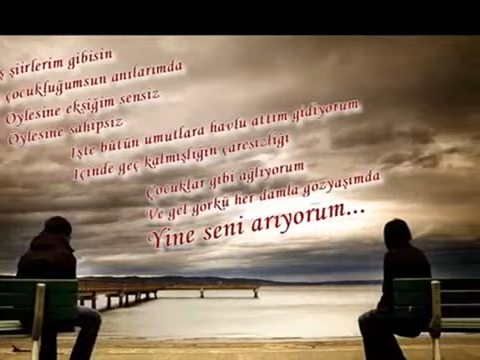 şiirlerim gibisin
çocukluğumsun anılarımda
Öylesine eksiğim sensiz
Öylesine sahipsiz
İşte bütün umutlara havlu attım gidiyorum
İçinde geç kalmışlığın çaresizliği
Çocuklar gibi ağlıyorum
Ve gel görkü her damla gözyaşımda
Yine seni arıyorum...